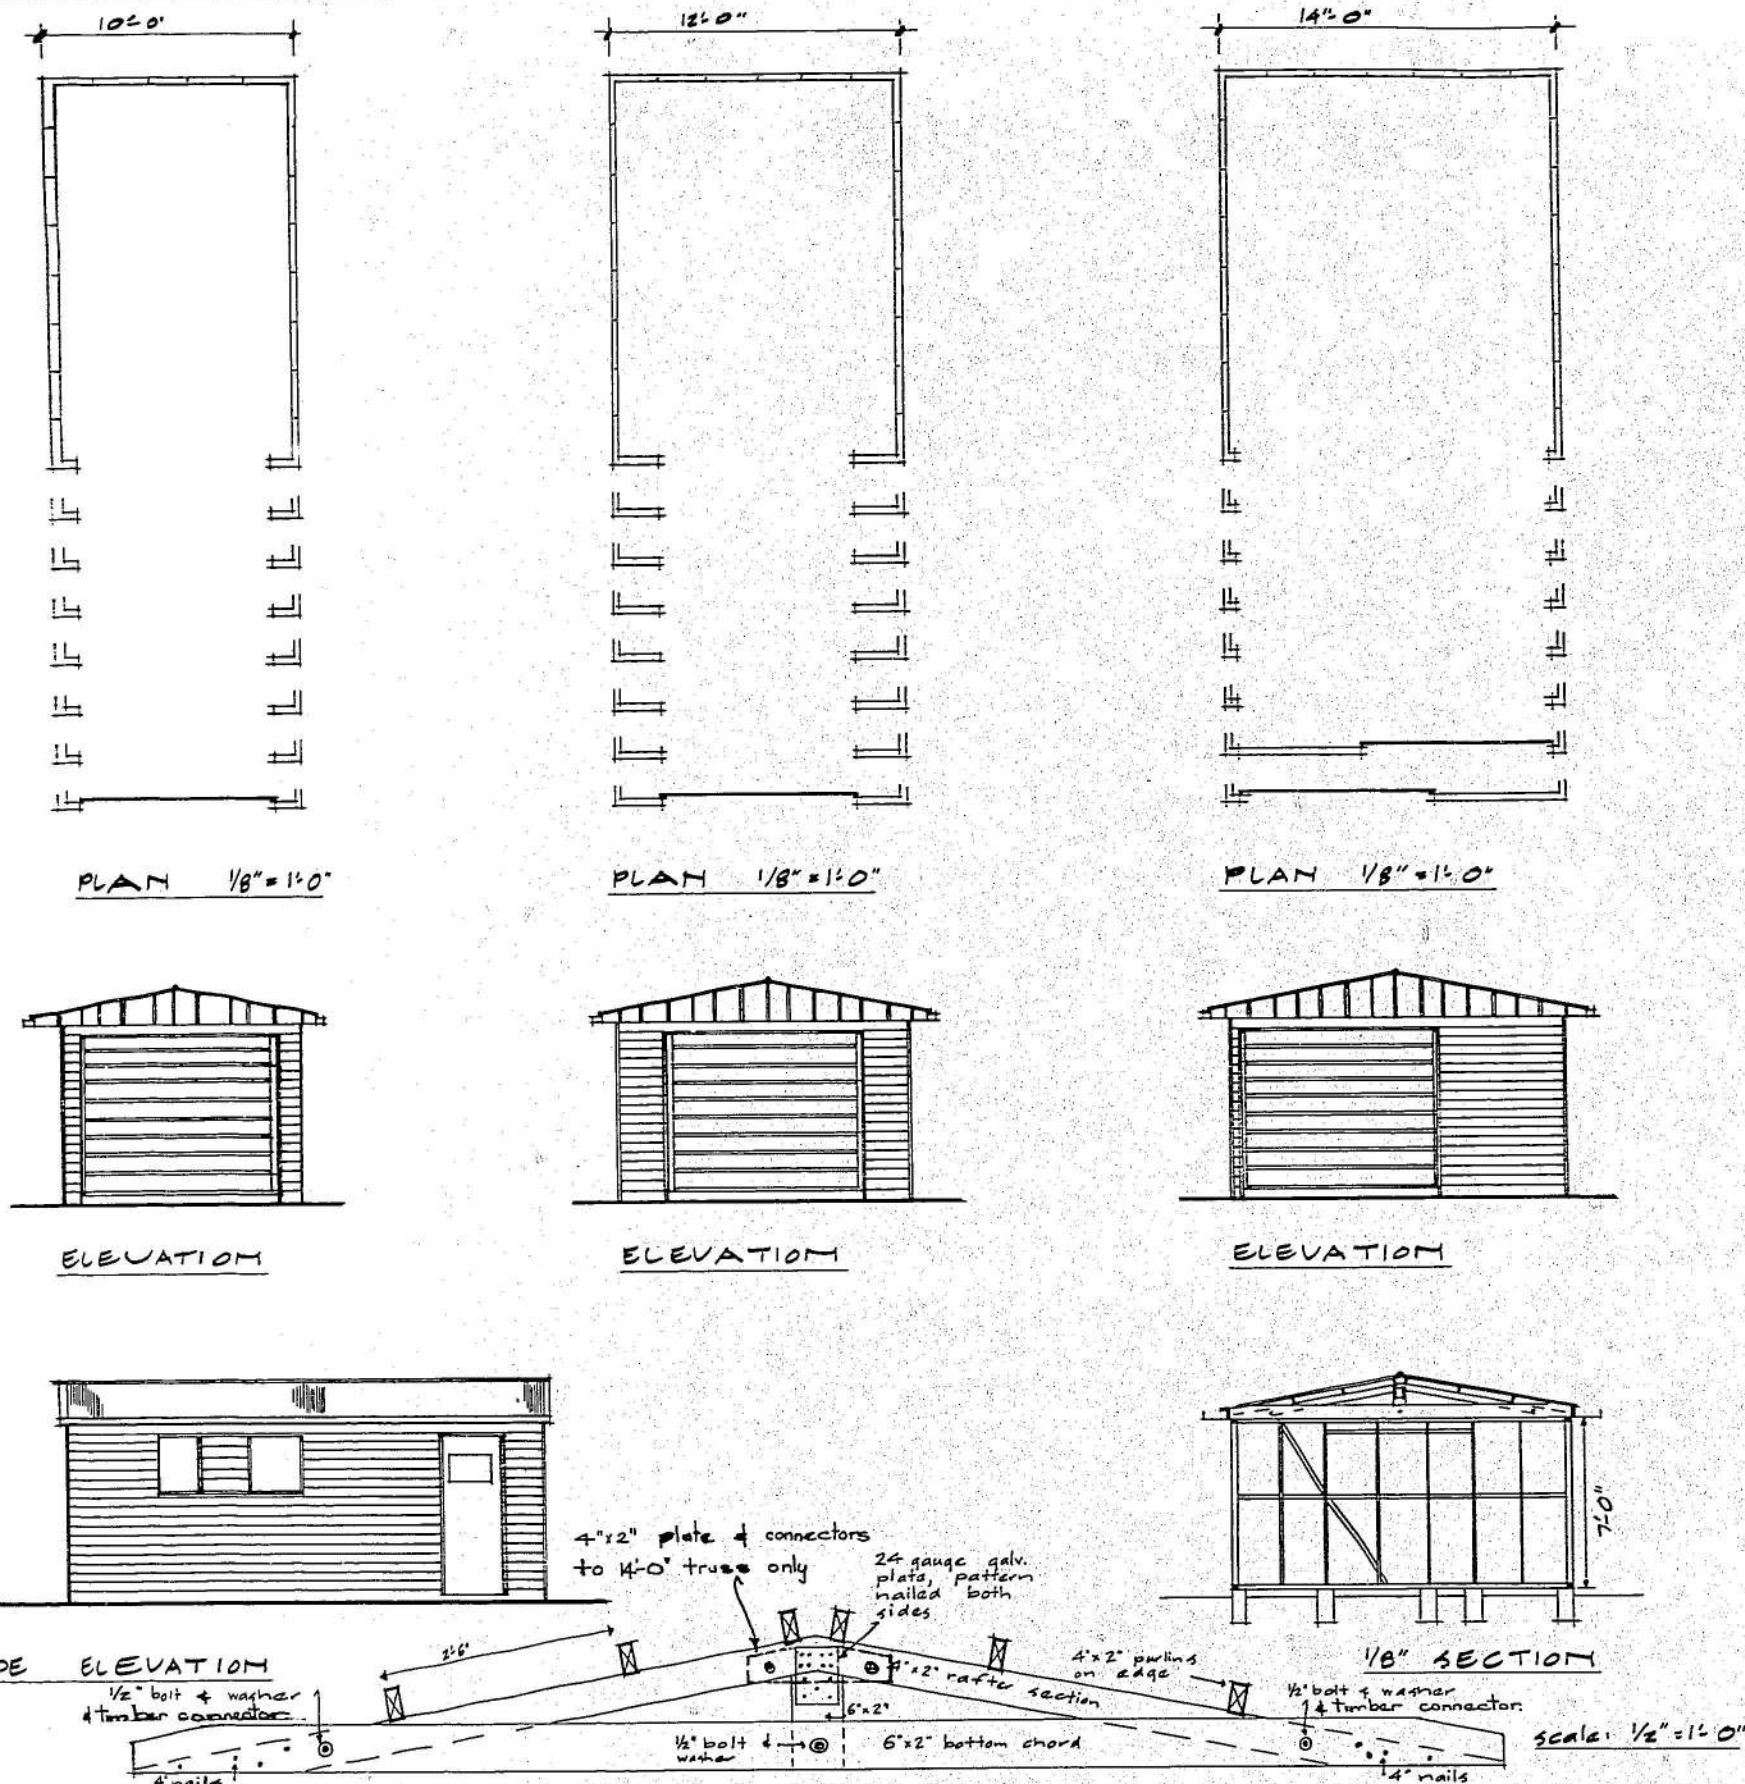 10'-0"
12'-0"
14"-0"
PLAN 1/8" = 1'-0"
PLAN 1/8" = 1'-0"
PLAN 1/8" = 1'-0"
ELEVATION
ELEVATION
ELEVATION
4"x2" plate & connectors
to 14'-0" truss only
24 gauge galv.
plate, pattern
nailed both
sides
7'-0"
DE ELEVATION
1/2" bolt & washer
& timber connector
2'-6"
4"x2" rafter section
4"x2" purlins
on edge
1/8" SECTION
1/2" bolt & washer
& timber connector.
6"x2"
1/2" bolt &
washer
6"x2" bottom chord
scale: 1/2" = 1'-0"
4" nails
4" nails